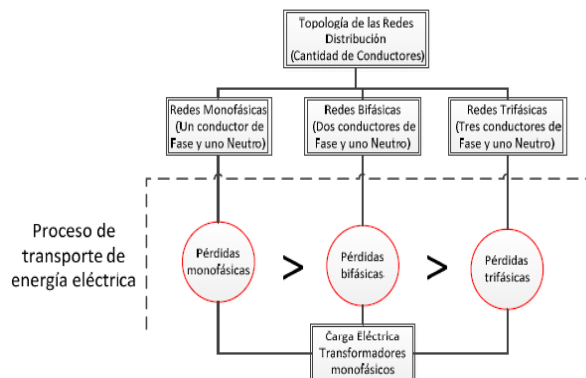 Topología de las Redes
Distribución
(Cantidad de Conductores)
Redes Monofásicas
(Un conductor de
Fase y uno Neutro)
Redes Bifásicas
(Dos conductores de
Fase y uno Neutro)
Redes Trifásicas
(Tres conductores de
Fase y uno Neutro)
Proceso de
transporte de
energía eléctrica
Pérdidas
monofásicas
>
Pérdidas
bifásicas
>
Pérdidas
trifásicas
Carga Eléctrica
Transformadores
monofásicos